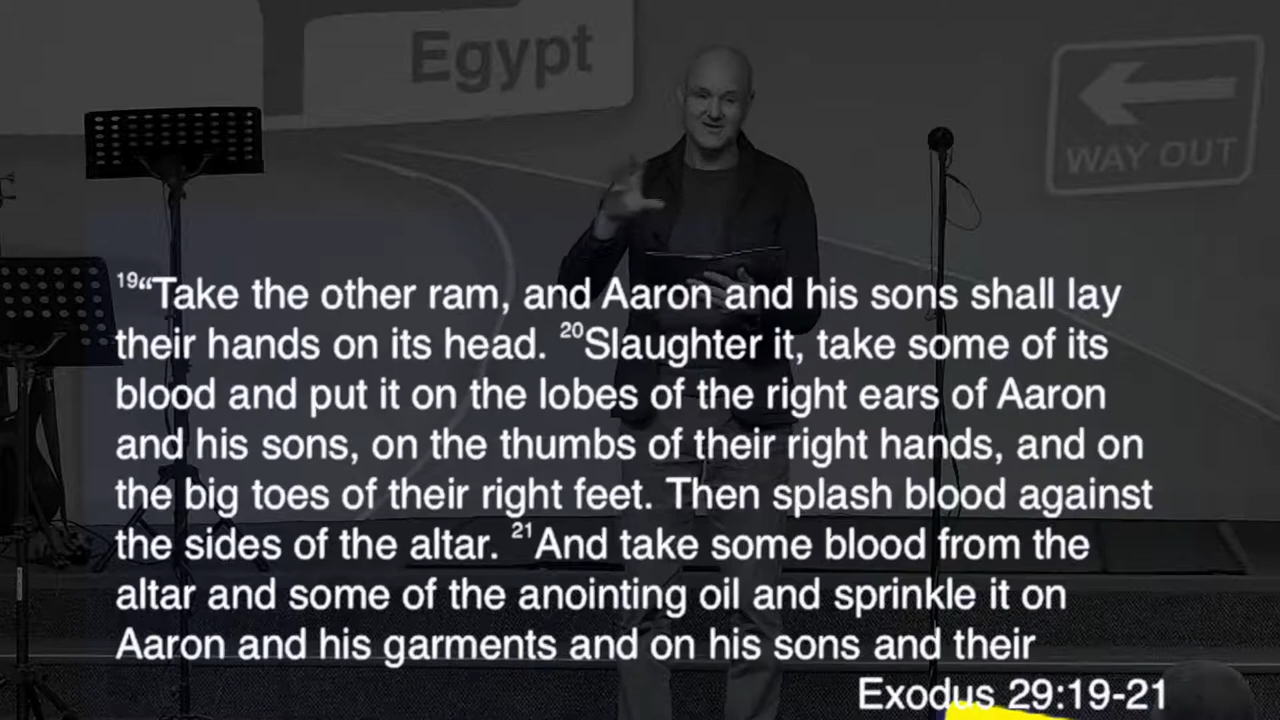 Egypt
WAY OUT
¹⁹“Take the other ram, and Aaron and his sons shall lay
their hands on its head. ²⁰Slaughter it, take some of its
blood and put it on the lobes of the right ears of Aaron
and his sons, on the thumbs of their right hands, and on
the big toes of their right feet. Then splash blood against
the sides of the altar. ²¹And take some blood from the
altar and some of the anointing oil and sprinkle it on
Aaron and his garments and on his sons and their
Exodus 29:19-21